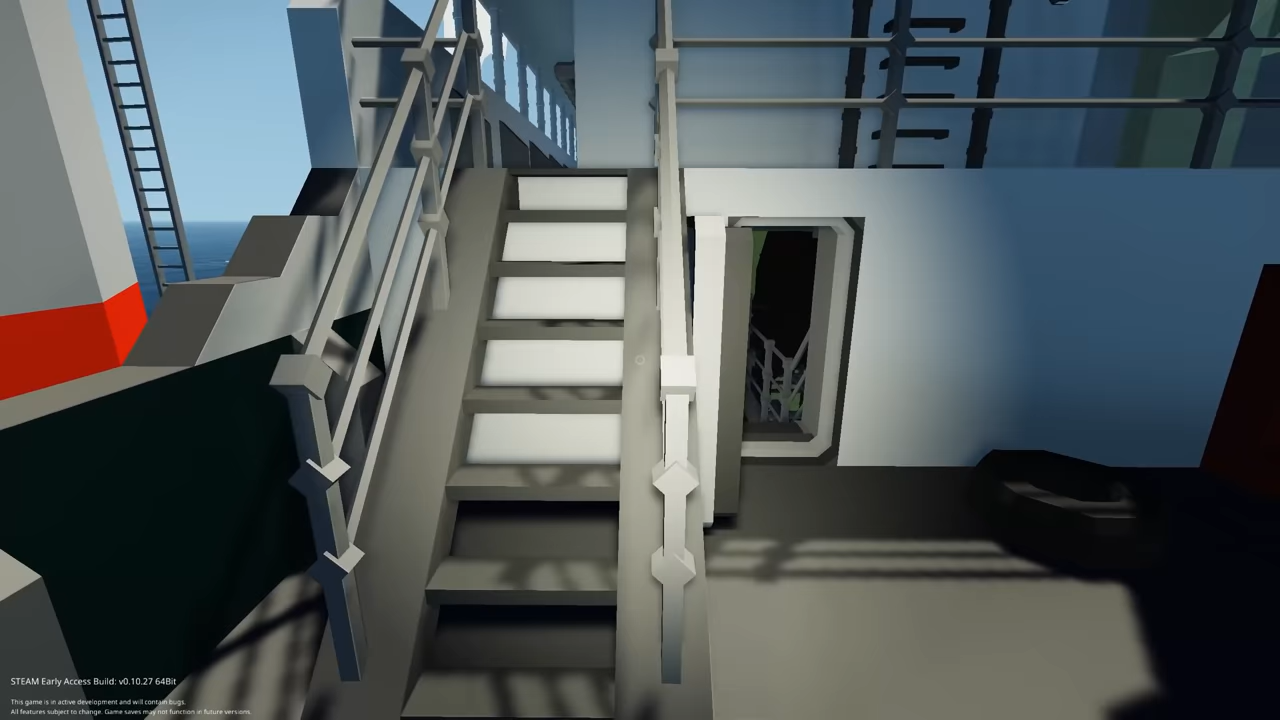 STEAM Early Access Build: v0.10.27 64Bit
This game is in active development and will contain bugs.
All features subject to change. Game saves may not function in future versions.